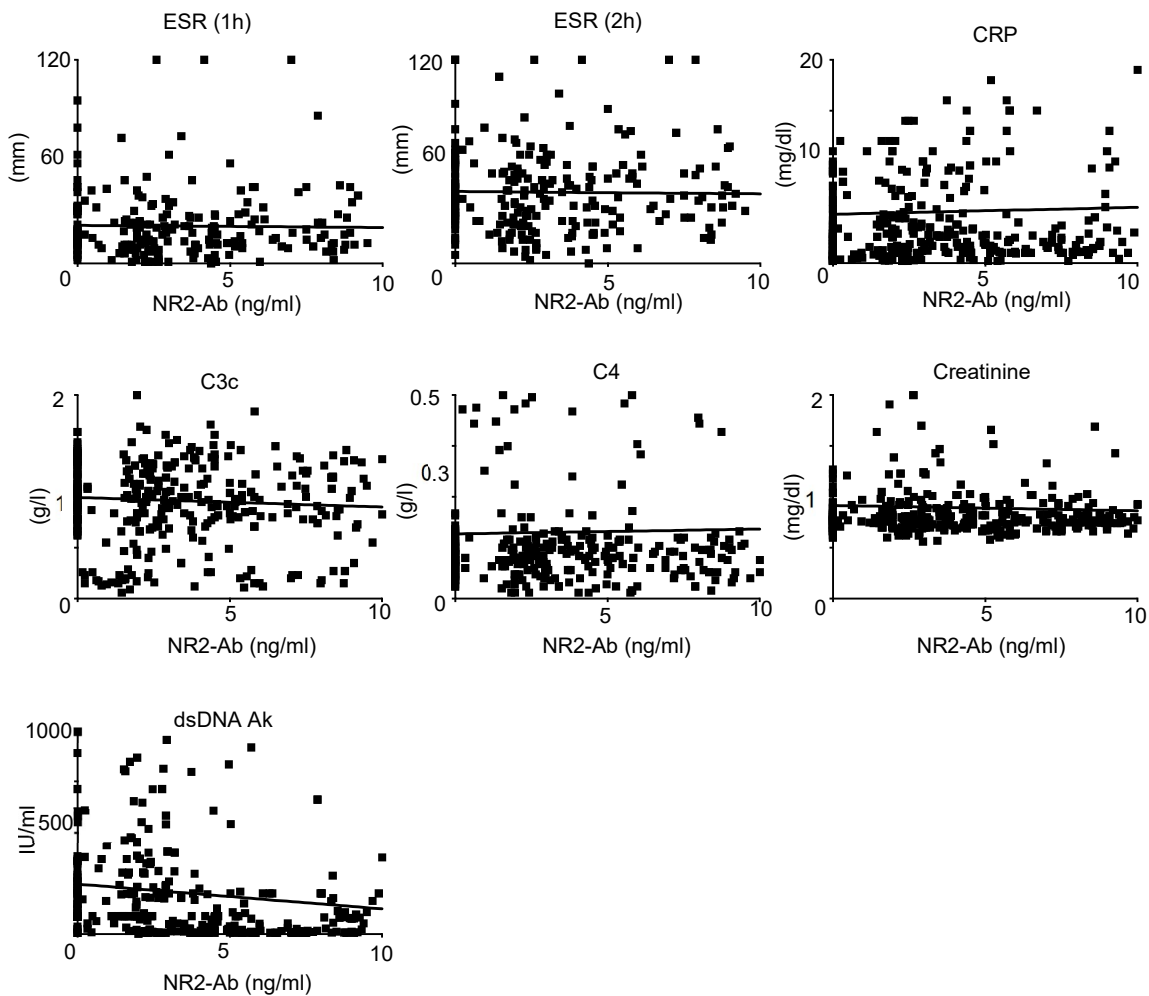 ESR (1h)
120
60
0
5
10
(mm)
NR2-Ab (ng/ml)
ESR (2h)
120
60
0
5
10
(mm)
NR2-Ab (ng/ml)
CRP
20
10
0
5
10
(mg/dl)
NR2-Ab (ng/ml)
C3c
2
1
0
5
10
(g/l)
NR2-Ab (ng/ml)
C4
0.5
0.3
0
5
10
(g/l)
NR2-Ab (ng/ml)
Creatinine
2
1
0
5
10
(mg/dl)
NR2-Ab (ng/ml)
dsDNA Ak
1000
500
0
5
10
IU/ml
NR2-Ab (ng/ml)